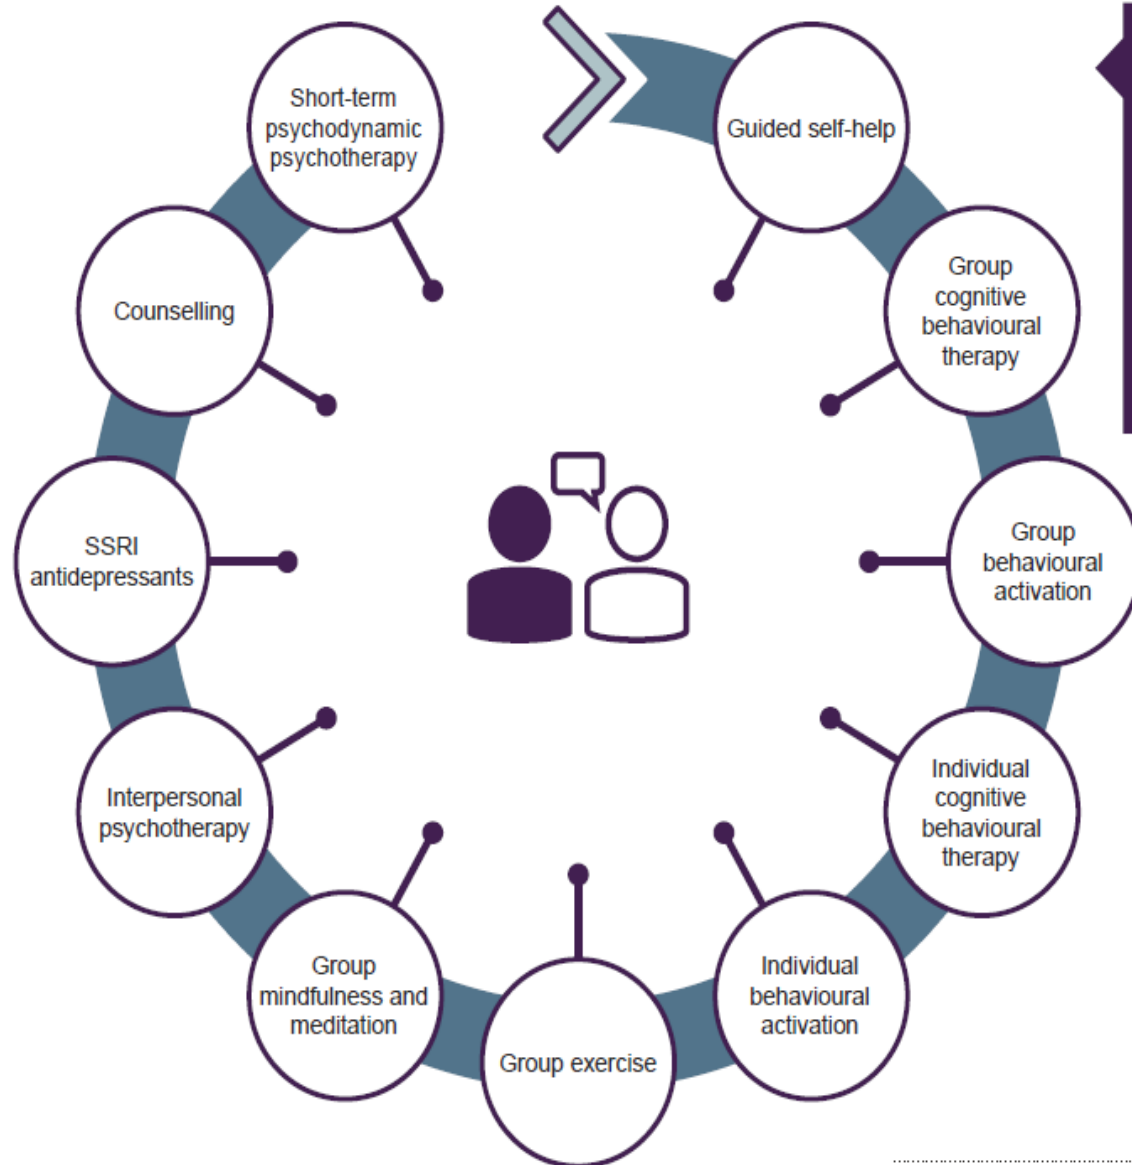 Guided self-help
Group
cognitive
behavioural
therapy
Group
behavioural
activation
Individual
cognitive
behavioural
therapy
Individual
behavioural
activation
Group exercise
Group
mindfulness and
meditation
Interpersonal
psychotherapy
SSRI
antidepressants
Counselling
Short-term
psychodynamic
psychotherapy